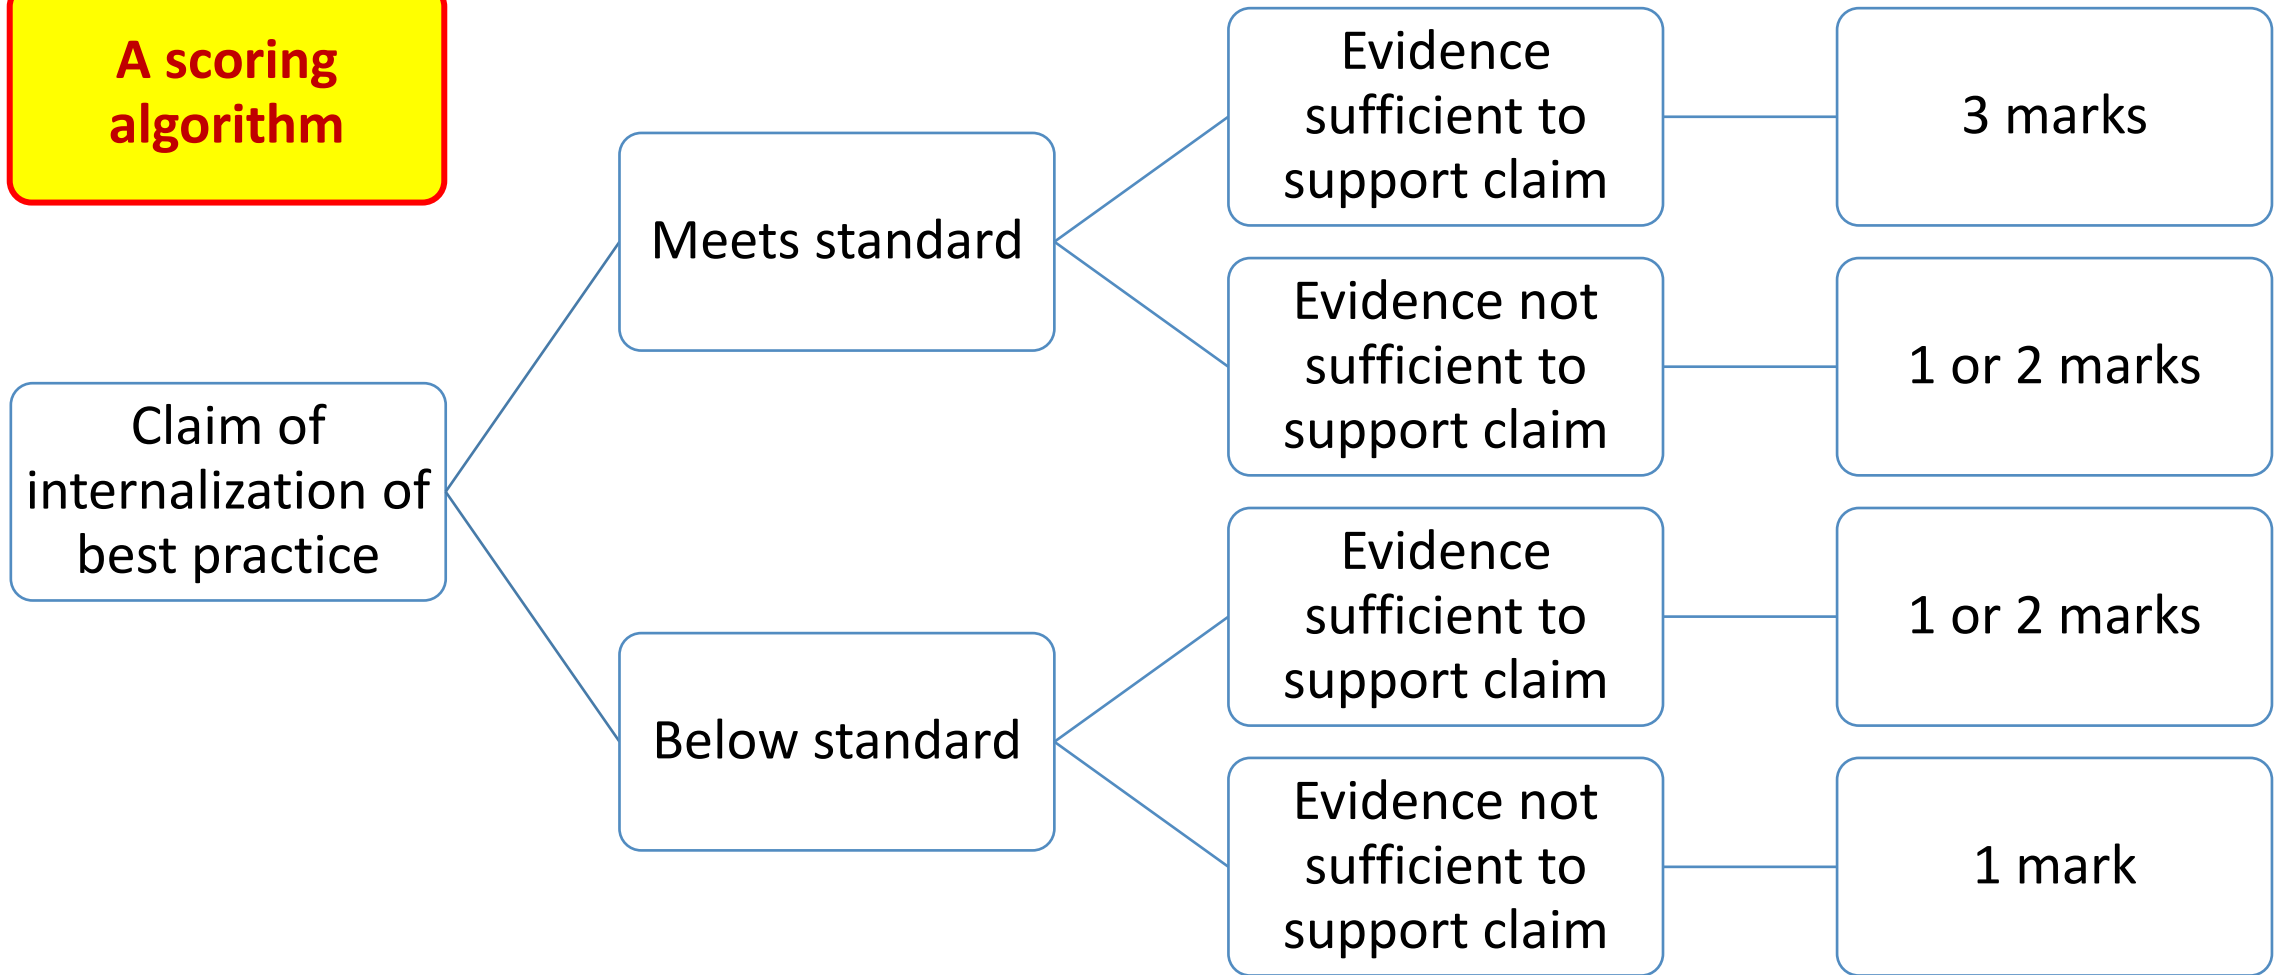 A scoring
algorithm
Claim of
internalization of
best practice
Meets standard
Evidence
sufficient to
support claim
3 marks
Evidence not
sufficient to
support claim
1 or 2 marks
Below standard
Evidence
sufficient to
support claim
1 or 2 marks
Evidence not
sufficient to
support claim
1 mark